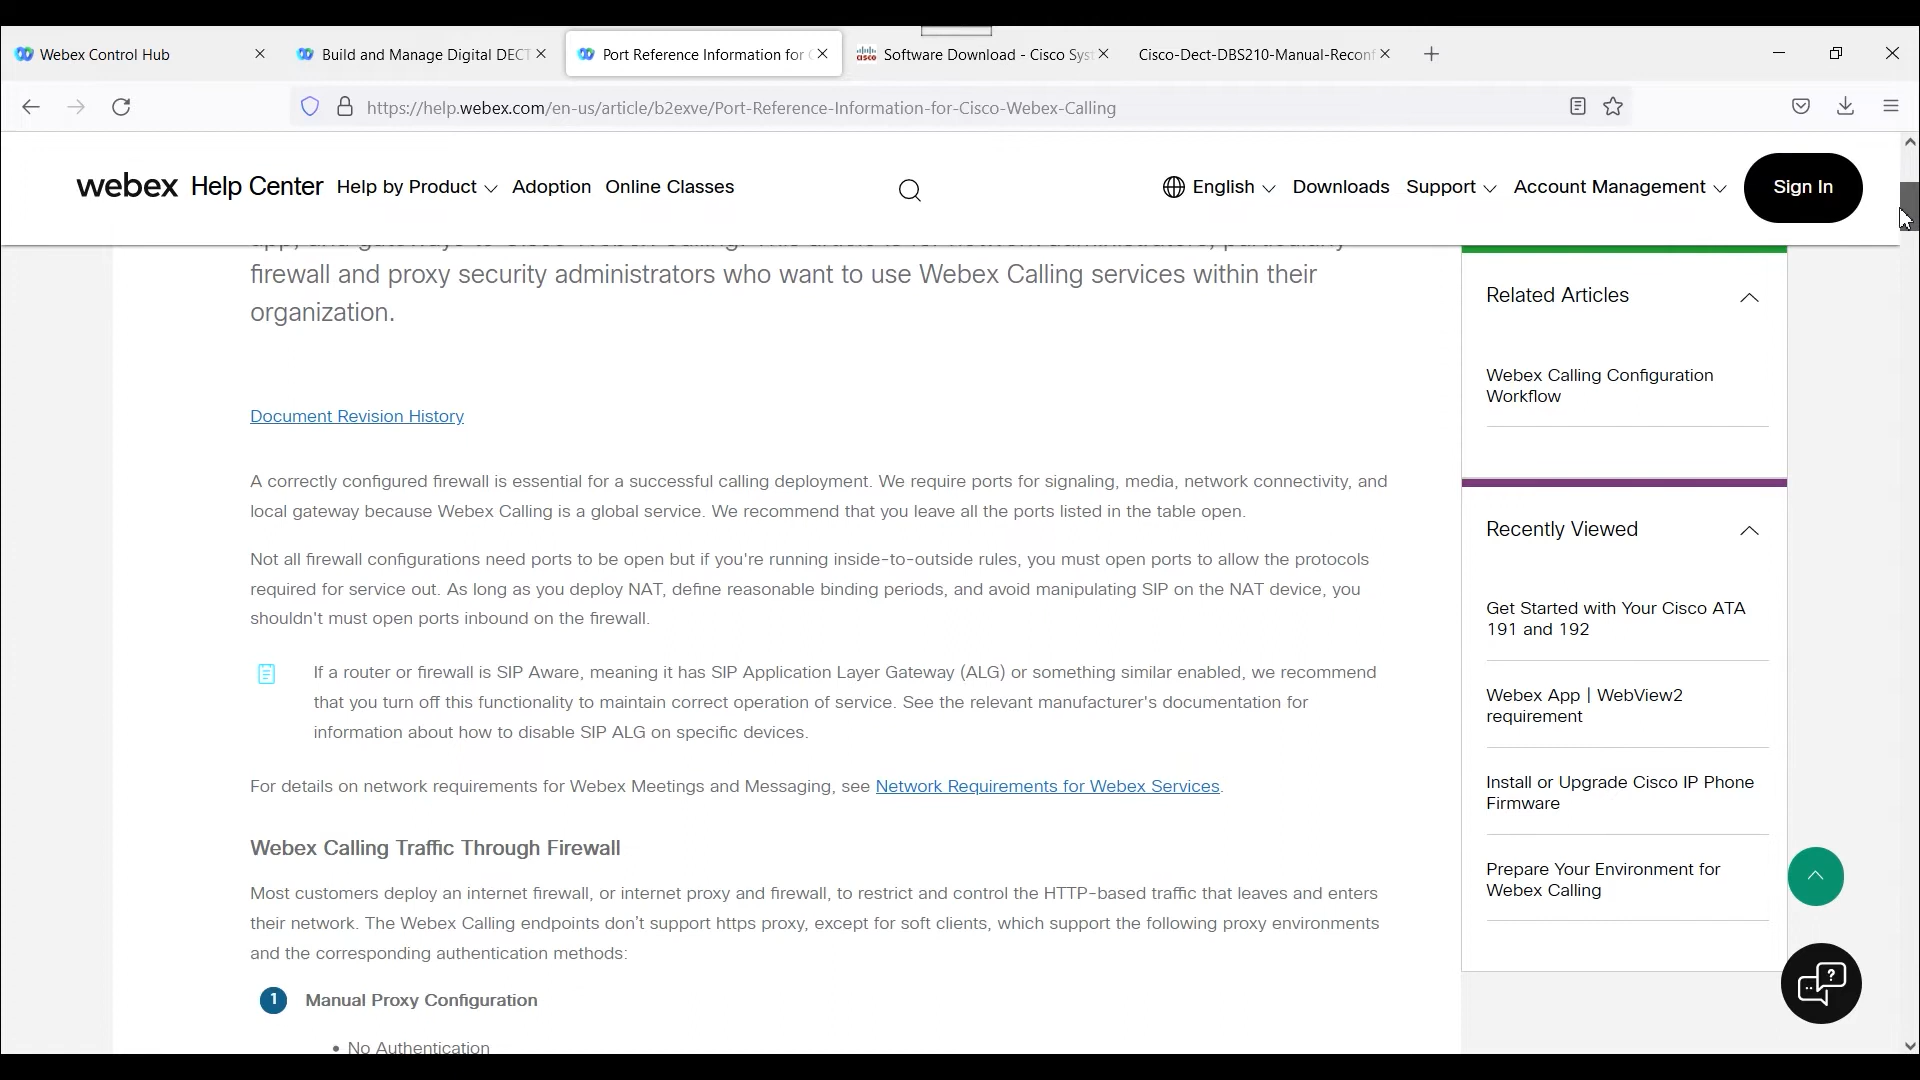 Webex Control Hub
Build and Manage Digital DECT
Port Reference Information for
Software Download - Cisco Sys
Cisco-Dect-DBS210-Manual-Reconf
https://help.webex.com/en-us/article/b2exve/Port-Reference-Information-for-Cisco-Webex-Calling
webex Help Center Help by Product Adoption Online Classes English Downloads Support Account Management Sign In
firewall and proxy security administrators who want to use Webex Calling services within their
organization.
Document Revision History
A correctly configured firewall is essential for a successful calling deployment. We require ports for signaling, media, network connectivity, and
local gateway because Webex Calling is a global service. We recommend that you leave all the ports listed in the table open.
Not all firewall configurations need ports to be open but if you're running inside-to-outside rules, you must open ports to allow the protocols
required for service out. As long as you deploy NAT, define reasonable binding periods, and avoid manipulating SIP on the NAT device, you
shouldn't must open ports inbound on the firewall.
If a router or firewall is SIP Aware, meaning it has SIP Application Layer Gateway (ALG) or something similar enabled, we recommend
that you turn off this functionality to maintain correct operation of service. See the relevant manufacturer's documentation for
information about how to disable SIP ALG on specific devices.
For details on network requirements for Webex Meetings and Messaging, see Network Requirements for Webex Services.
Webex Calling Traffic Through Firewall
Most customers deploy an internet firewall, or internet proxy and firewall, to restrict and control the HTTP-based traffic that leaves and enters
their network. The Webex Calling endpoints don't support https proxy, except for soft clients, which support the following proxy environments
and the corresponding authentication methods:
1 Manual Proxy Configuration
• No Authentication
Related Articles
Webex Calling Configuration
Workflow
Recently Viewed
Get Started with Your Cisco ATA
191 and 192
Webex App | WebView2
requirement
Install or Upgrade Cisco IP Phone
Firmware
Prepare Your Environment for
Webex Calling